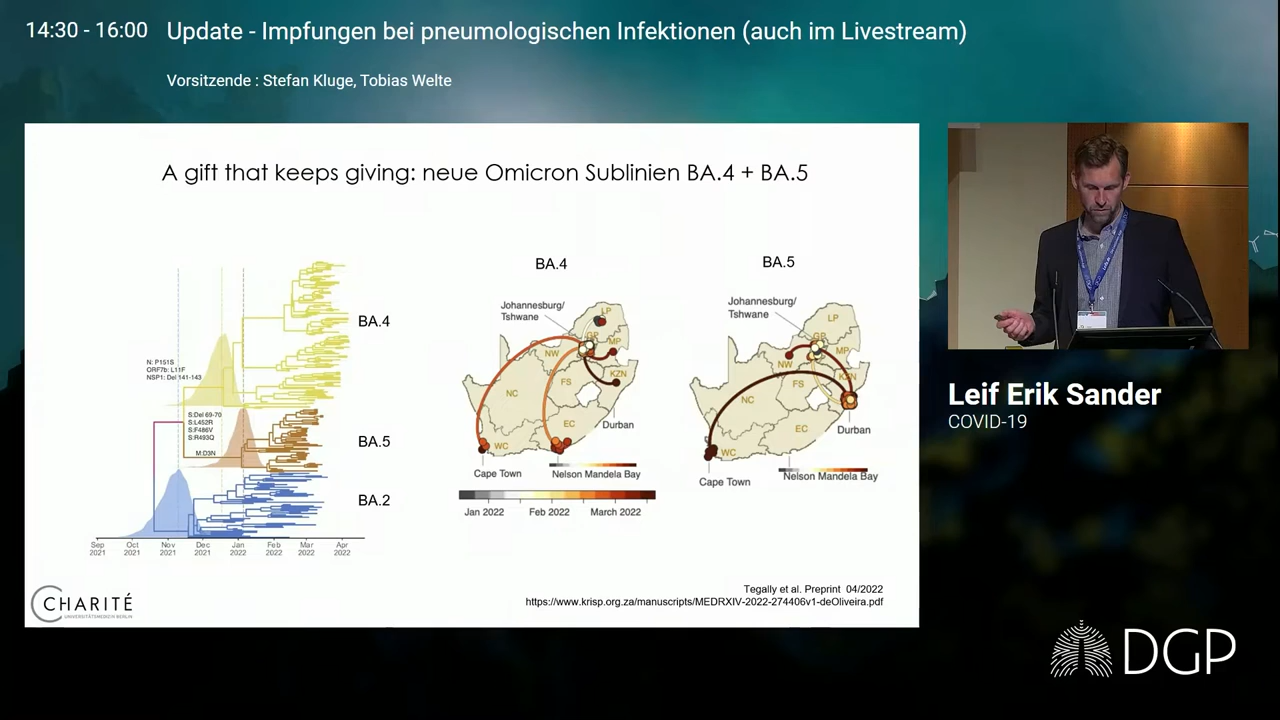 14:30 - 16:00 Update - Impfungen bei pneumologischen Infektionen (auch im Livestream)
Vorsitzende : Stefan Kluge, Tobias Welte
A gift that keeps giving: neue Omicron Sublinien BA.4 + BA.5
BA.4
BA.5
BA.2
N: P151S
ORF7b: L11F
NSP1: Del 141-143
S:Del 69-70
S:L452R
S:F486V
S:R493Q
M:D3N
Sep 2021
Oct 2021
Nov 2021
Dec 2021
Jan 2022
Feb 2022
Mar 2022
Apr 2022
BA.4
Johannesburg/
Tshwane
LP
GP
MP
NW
KZN
FS
NC
EC
WC
Durban
Cape Town
Nelson Mandela Bay
Jan 2022
Feb 2022
March 2022
BA.5
Johannesburg/
Tshwane
LP
GP
MP
NW
KZN
FS
NC
EC
WC
Durban
Cape Town
Nelson Mandela Bay
Tegally et al. Preprint 04/2022
https://www.krisp.org.za/manuscripts/MEDRXIV-2022-274406v1-deOliveira.pdf
CHARITÉ
UNIVERSITÄTSMEDIZIN BERLIN
Leif Erik Sander
COVID-19
DGP